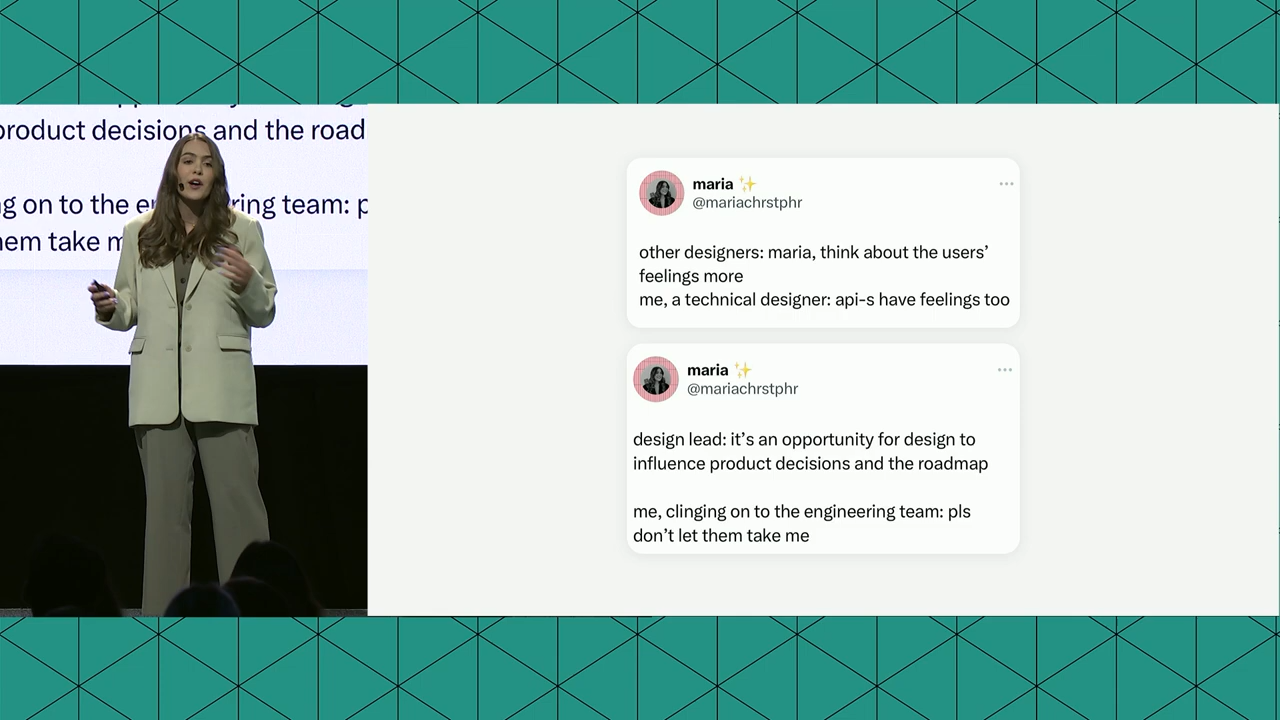 product decisions and the road
ng on to the engineering team: p
em take m
maria ✨
@mariachrstphr
other designers: maria, think about the users’
feelings more
me, a technical designer: api-s have feelings too
maria ✨
@mariachrstphr
design lead: it’s an opportunity for design to
influence product decisions and the roadmap
me, clinging on to the engineering team: pls
don’t let them take me